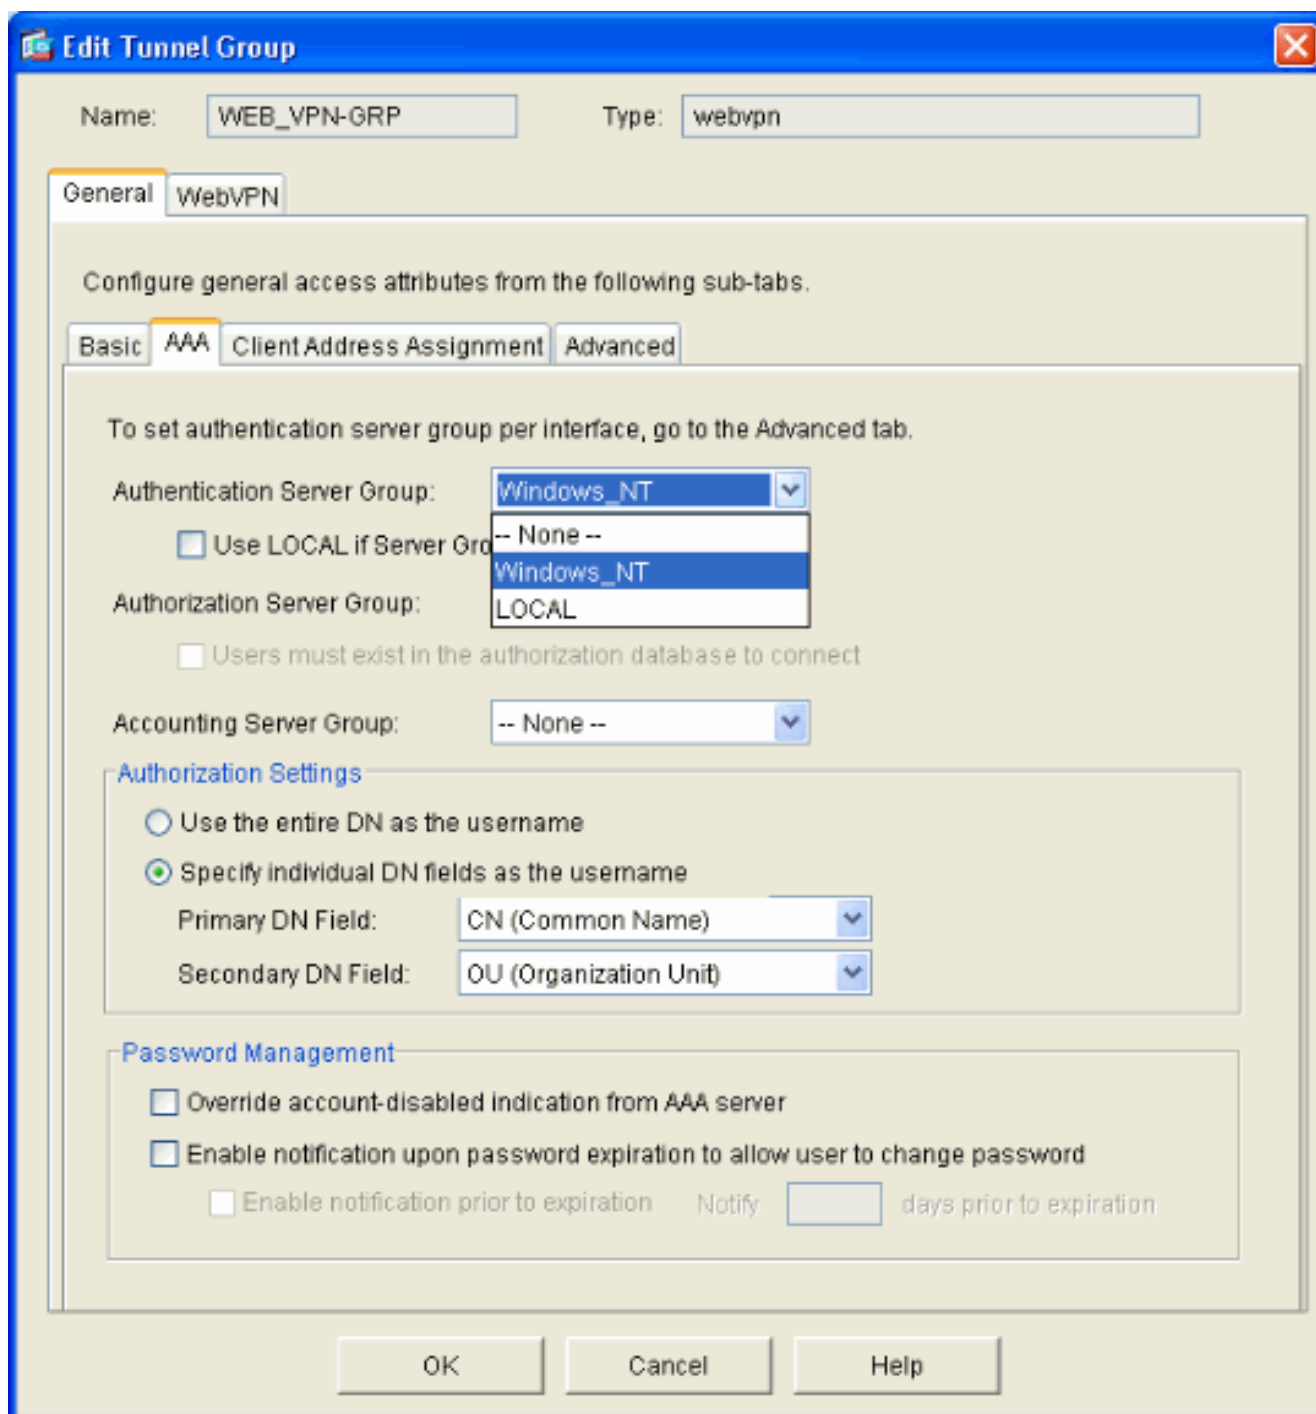 Edit Tunnel Group
Name: WEB_VPN-GRP Type: webvpn
General WebVPN
Configure general access attributes from the following sub-tabs.
Basic AAA Client Address Assignment Advanced
To set authentication server group per interface, go to the Advanced tab.
Authentication Server Group: Windows_NT
-- None --
Use LOCAL if Server Gro
Windows_NT
Authorization Server Group: LOCAL
Users must exist in the authorization database to connect
Accounting Server Group: -- None --
Authorization Settings
Use the entire DN as the username
Specify individual DN fields as the username
Primary DN Field: CN (Common Name)
Secondary DN Field: OU (Organization Unit)
Password Management
Override account-disabled indication from AAA server
Enable notification upon password expiration to allow user to change password
Enable notification prior to expiration Notify days prior to expiration
OK Cancel Help